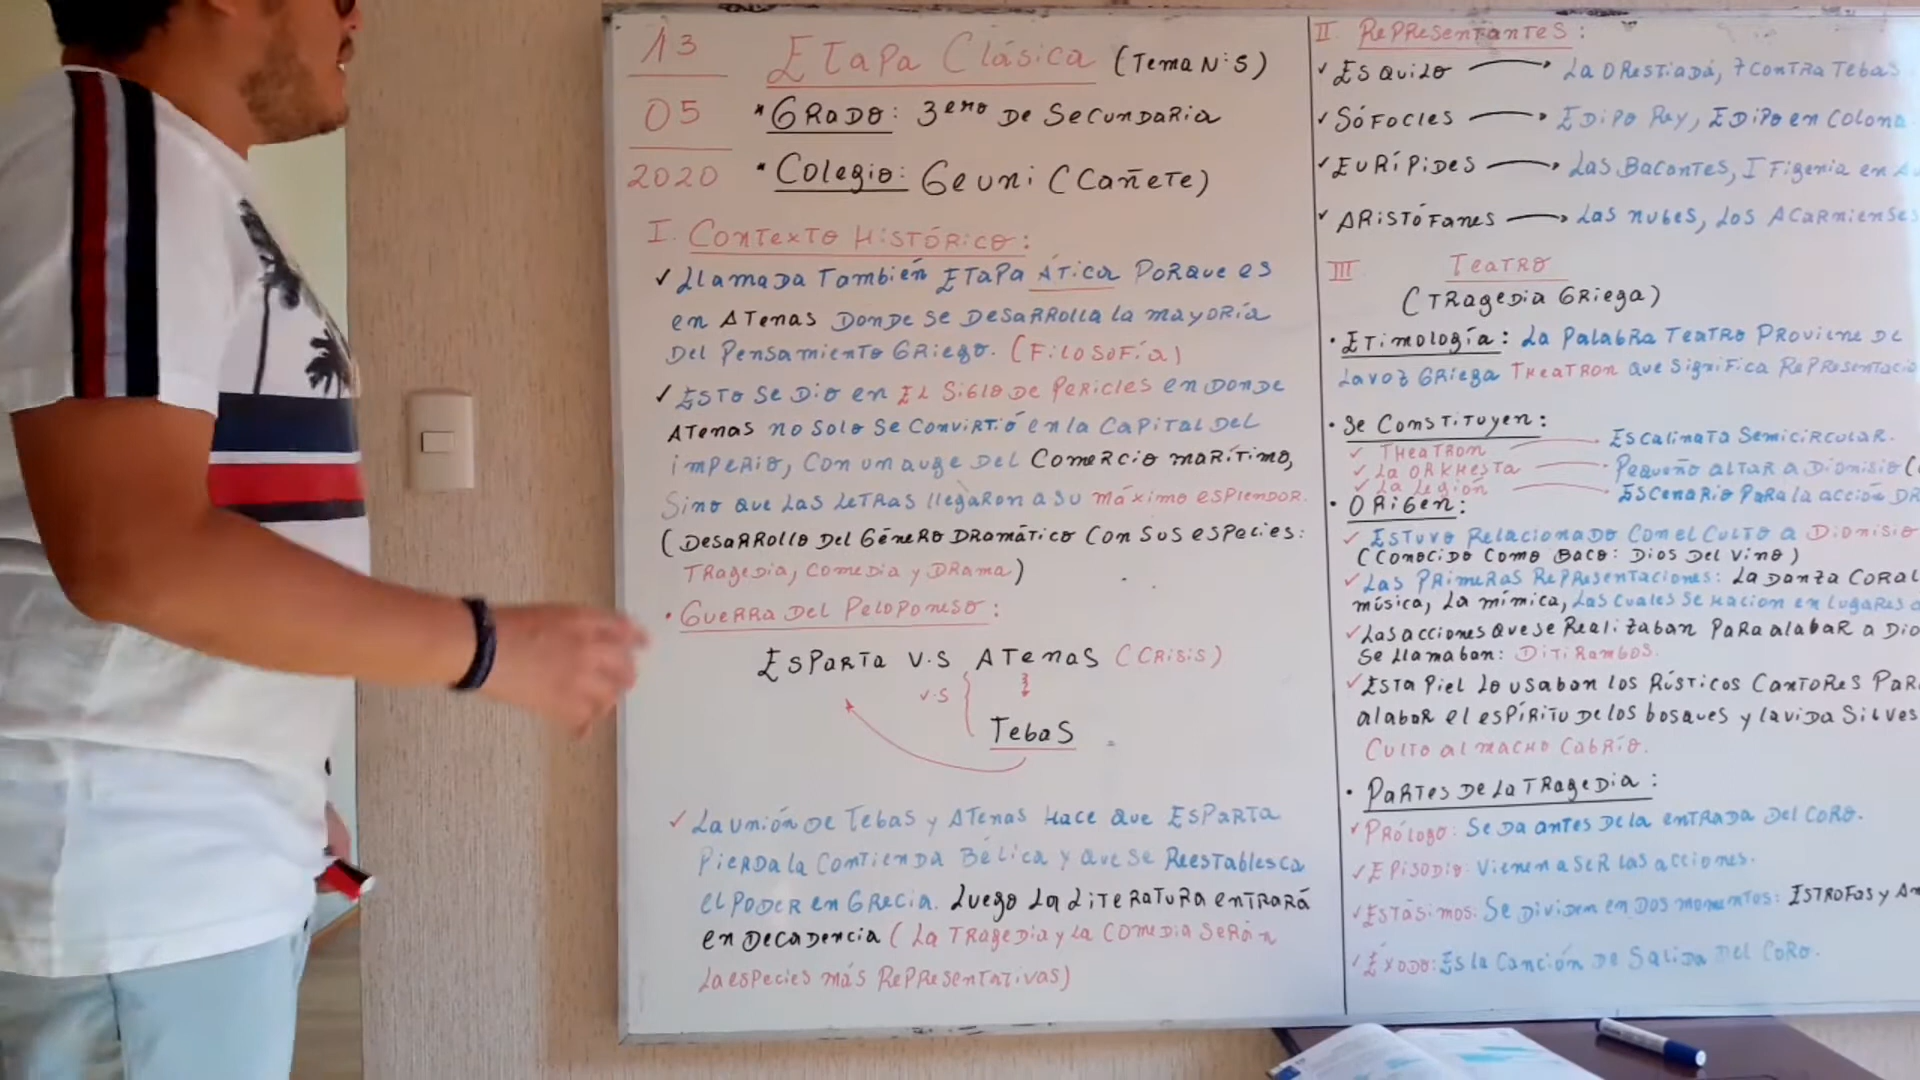 13
05
2020
Etapa Clásica (Tema N:5)
* Grado: 3ero De Secundaria
* Colegio: Geuni (Cañete)
I. Contexto Histórico:
✓ Llamada También Etapa Ática Porque es
en Atenas Donde se Desarrolla la mayoría
Del Pensamiento Griego. (Filosofía)
✓ Esto se Dio en El Siglo de Pericles en Donde
Atenas no solo se convirtió en la Capital Del
imperio, con un auge del Comercio marítimo,
Sino que las letras llegaron a su máximo esplendor.
(Desarrollo Del Género Dramático con sus especies:
Tragedia, Comedia y Drama)
• Guerra Del Peloponeso:
Esparta V.S Atenas (Crisis)
v.s
Tebas
✓ La unión de Tebas y Atenas Hace que Esparta
Pierda la Contienda Bélica y que se Reestablesca
el Poder en Grecia. Luego La Literatura entrará
en Decadencia (La Tragedia y la Comedia serán
La especies más Representativas)
II Representantes:
✓ Esquilo → La Orestiada, 7 Contra Tebas
✓ Sófocles → Edipo Rey, Edipo en Colona
✓ Eurípides → Las Bacontes, Ifigenia en A
✓ Aristófanes → Las nubes, Los Acarnienses
III Teatro
(Tragedia Griega)
• Etimología: La Palabra Teatro Proviene De
La voz Griega Theatron que significa Representació
• Se Constituyen:
✓ Theatron Escalinata Semicircular.
✓ La Orkhesta Pequeño altar a Dionisio (
✓ La Legión Escenario Para la acción DR
• Origen:
✓ Estuvo Relacionado Con el Culto a Dionisio
(Conocido Como Baco: Dios Del Vino)
✓ Las Primeras Representaciones: La Danza Coral
música, La mímica, Las cuales se hacion en lugares a
✓ Las acciones que se Realizaban Para alabar a Dio
Se llamaban: Ditirambos.
✓ Esta Piel Lo usaban los Rústicos Cantores Par
alabar el espíritu de los bosques y la vida Silves
Culto al macho Cabrío.
• Partes De La Tragedia:
✓ Prólogo: Se Da antes De la entrada Del Coro.
✓ Episodio: Vienen a ser las acciones.
✓ Estásimos: Se Dividen en Dos momentos: Estrofas y An
✓ Éxodo: Es la Canción De Salida Del Coro.